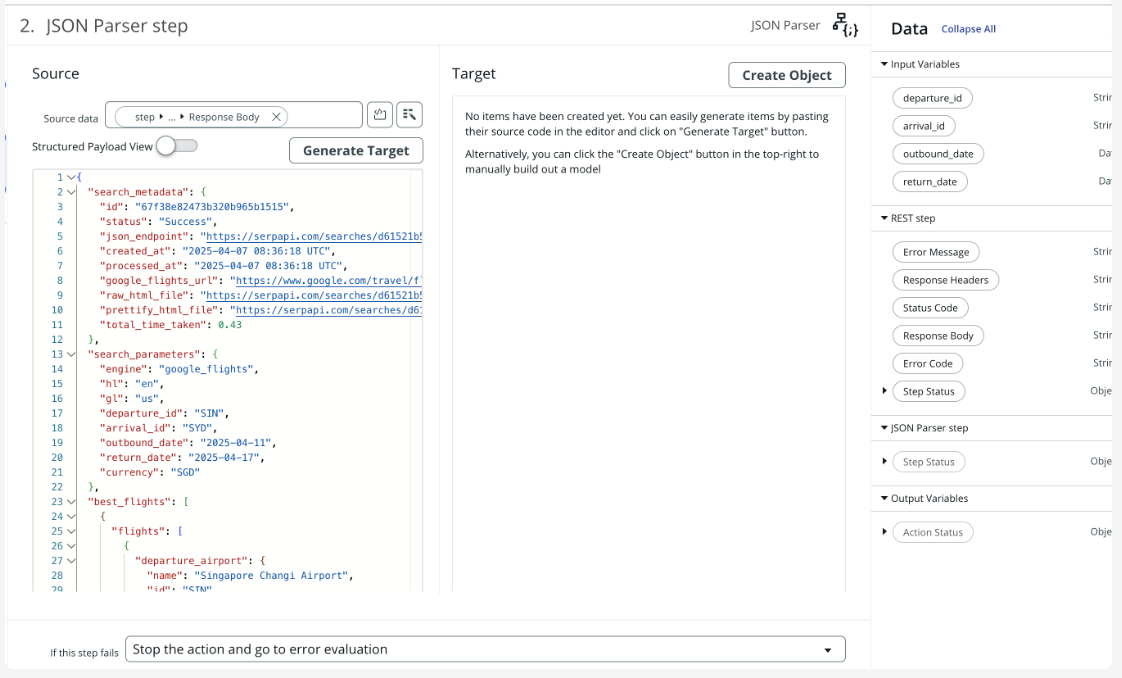 2. JSON Parser step
JSON Parser
Source
Source data
step ▸ ... ▸ Response Body ×
Structured Payload View
Generate Target
1 {
2 "search_metadata": {
3 "id": "67f38e82473b320b965b1515",
4 "status": "Success",
5 "json_endpoint": "https://serpapi.com/searches/d61521b5
6 "created_at": "2025-04-07 08:36:18 UTC",
7 "processed_at": "2025-04-07 08:36:18 UTC",
8 "google_flights_url": "https://www.google.com/travel/fl
9 "raw_html_file": "https://serpapi.com/searches/d61521b5
10 "prettify_html_file": "https://serpapi.com/searches/d61
11 "total_time_taken": 0.43
12 },
13 "search_parameters": {
14 "engine": "google_flights",
15 "hl": "en",
16 "gl": "us",
17 "departure_id": "SIN",
18 "arrival_id": "SYD",
19 "outbound_date": "2025-04-11",
20 "return_date": "2025-04-17",
21 "currency": "SGD"
22 },
23 "best_flights": [
24 {
25 "flights": [
26 {
27 "departure_airport": {
28 "name": "Singapore Changi Airport",
29 "id": "SIN"
Target
Create Object
No items have been created yet. You can easily generate items by pasting
their source code in the editor and click on "Generate Target" button.
Alternatively, you can click the "Create Object" button in the top-right to
manually build out a model
If this step fails
Stop the action and go to error evaluation
Data Collapse All
Input Variables
departure_id Strin
arrival_id Strin
outbound_date Da
return_date Da
REST step
Error Message Strin
Response Headers Strin
Status Code Strin
Response Body Strin
Error Code Strin
Step Status Obje
JSON Parser step
Step Status Obje
Output Variables
Action Status Obje